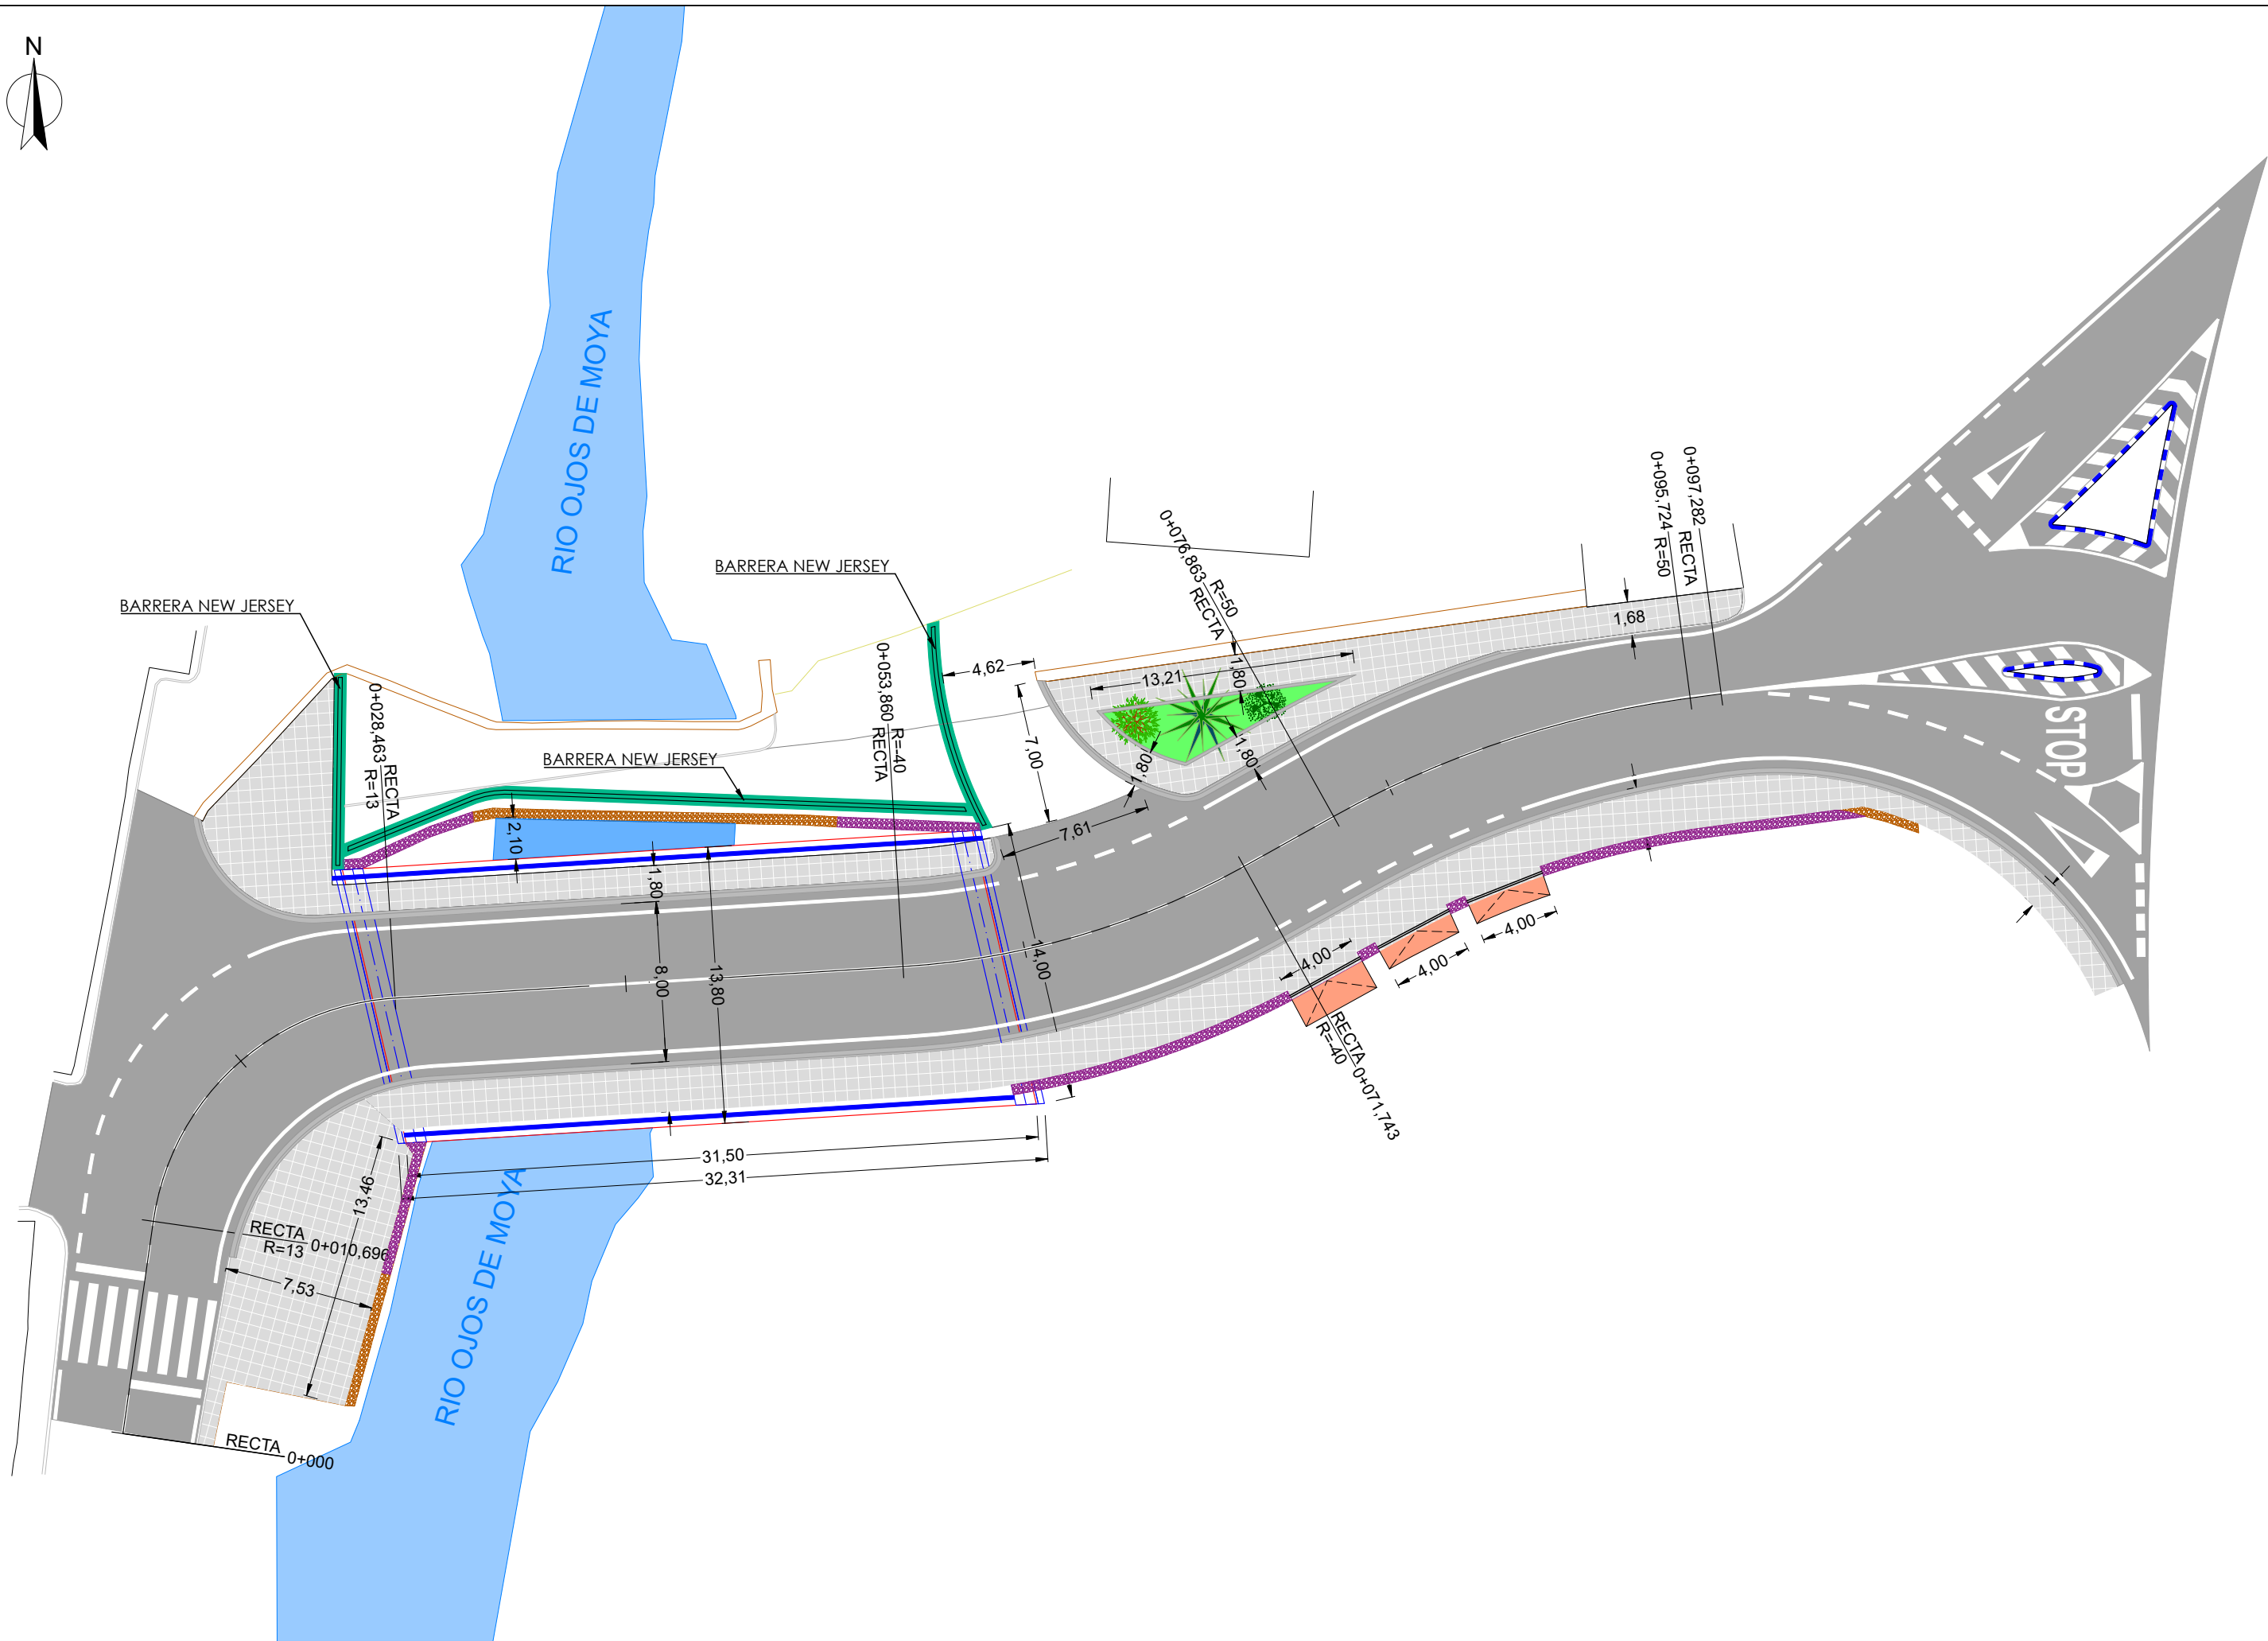 N
RIO OJOS DE MOYA
BARRERA NEW JERSEY
BARRERA NEW JERSEY
BARRERA NEW JERSEY
0+028,463 RECTA
R=13
0+053,860 R=-40
RECTA
0+076,863 R=50
RECTA
0+095,724 R=50
0+097,282 RECTA
1,68
4,62
13,21
1,80
7,00
1,80
1,80
7,61
2,10
1,80
8,00
13,80
14,00
STOP
4,00
4,00
4,00
RECTA 0+071,743
R=-40
31,50
32,31
13,46
RECTA 0+010,696
R=13
7,53
RIO OJOS DE MOYA
RECTA 0+000